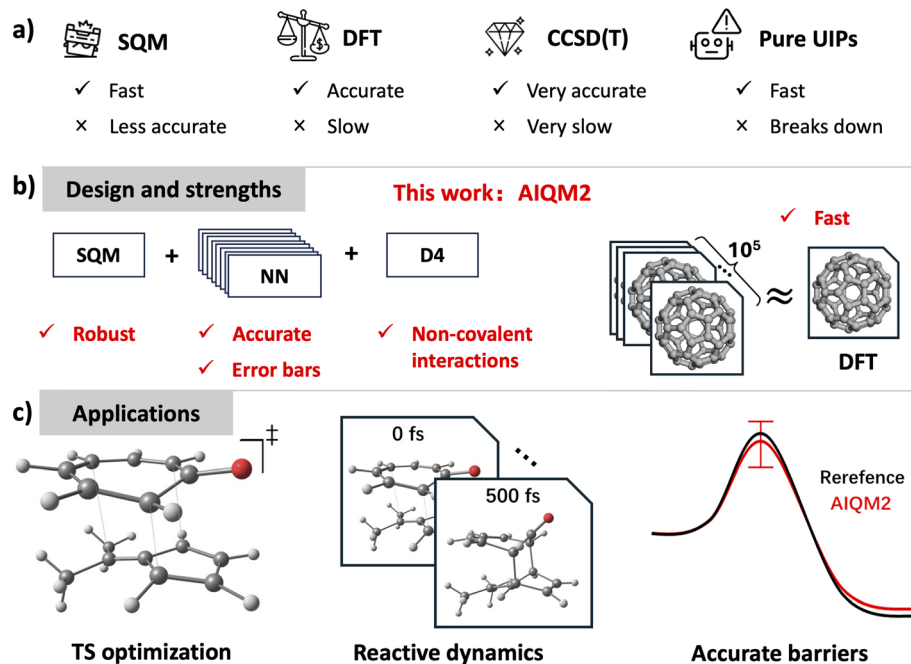 a)
SQM
DFT
CCSD(T)
Pure UIPs
✓ Fast
✓ Accurate
✓ Very accurate
✓ Fast
× Less accurate
× Slow
× Very slow
× Breaks down
b)
Design and strengths
This work: AIQM2
✓ Fast
SQM
+
NN
+
D4
10⁵
≈
$
✓ Robust
✓ Accurate
✓ Non-covalent
interactions
✓ Error bars
DFT
c)
Applications
‡
0 fs
500 fs
Rerefence
AIQM2
TS optimization
Reactive dynamics
Accurate barriers